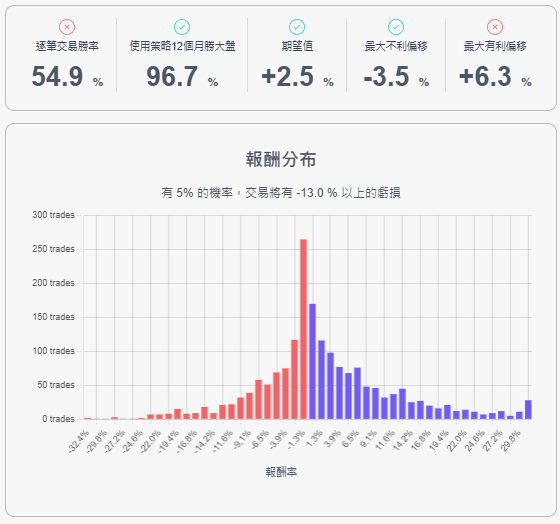 逐筆交易勝率
使用策略12個月勝大盤
期望值
最大不利偏移
最大有利偏移
54.9 %
96.7 %
+2.5 %
-3.5 %
+6.3 %
報酬分布
有 5% 的機率，交易將有 -13.0 % 以上的虧損
300 trades
250 trades
200 trades
150 trades
100 trades
50 trades
0 trades
-32.4%
-29.8%
-27.2%
-24.6%
-22.0%
-19.4%
-16.8%
-14.2%
-11.6%
-9.1%
-6.5%
-3.9%
-1.3%
1.3%
3.9%
6.5%
9.1%
11.6%
14.2%
16.8%
19.4%
22.0%
24.6%
27.2%
29.8%
報酬率